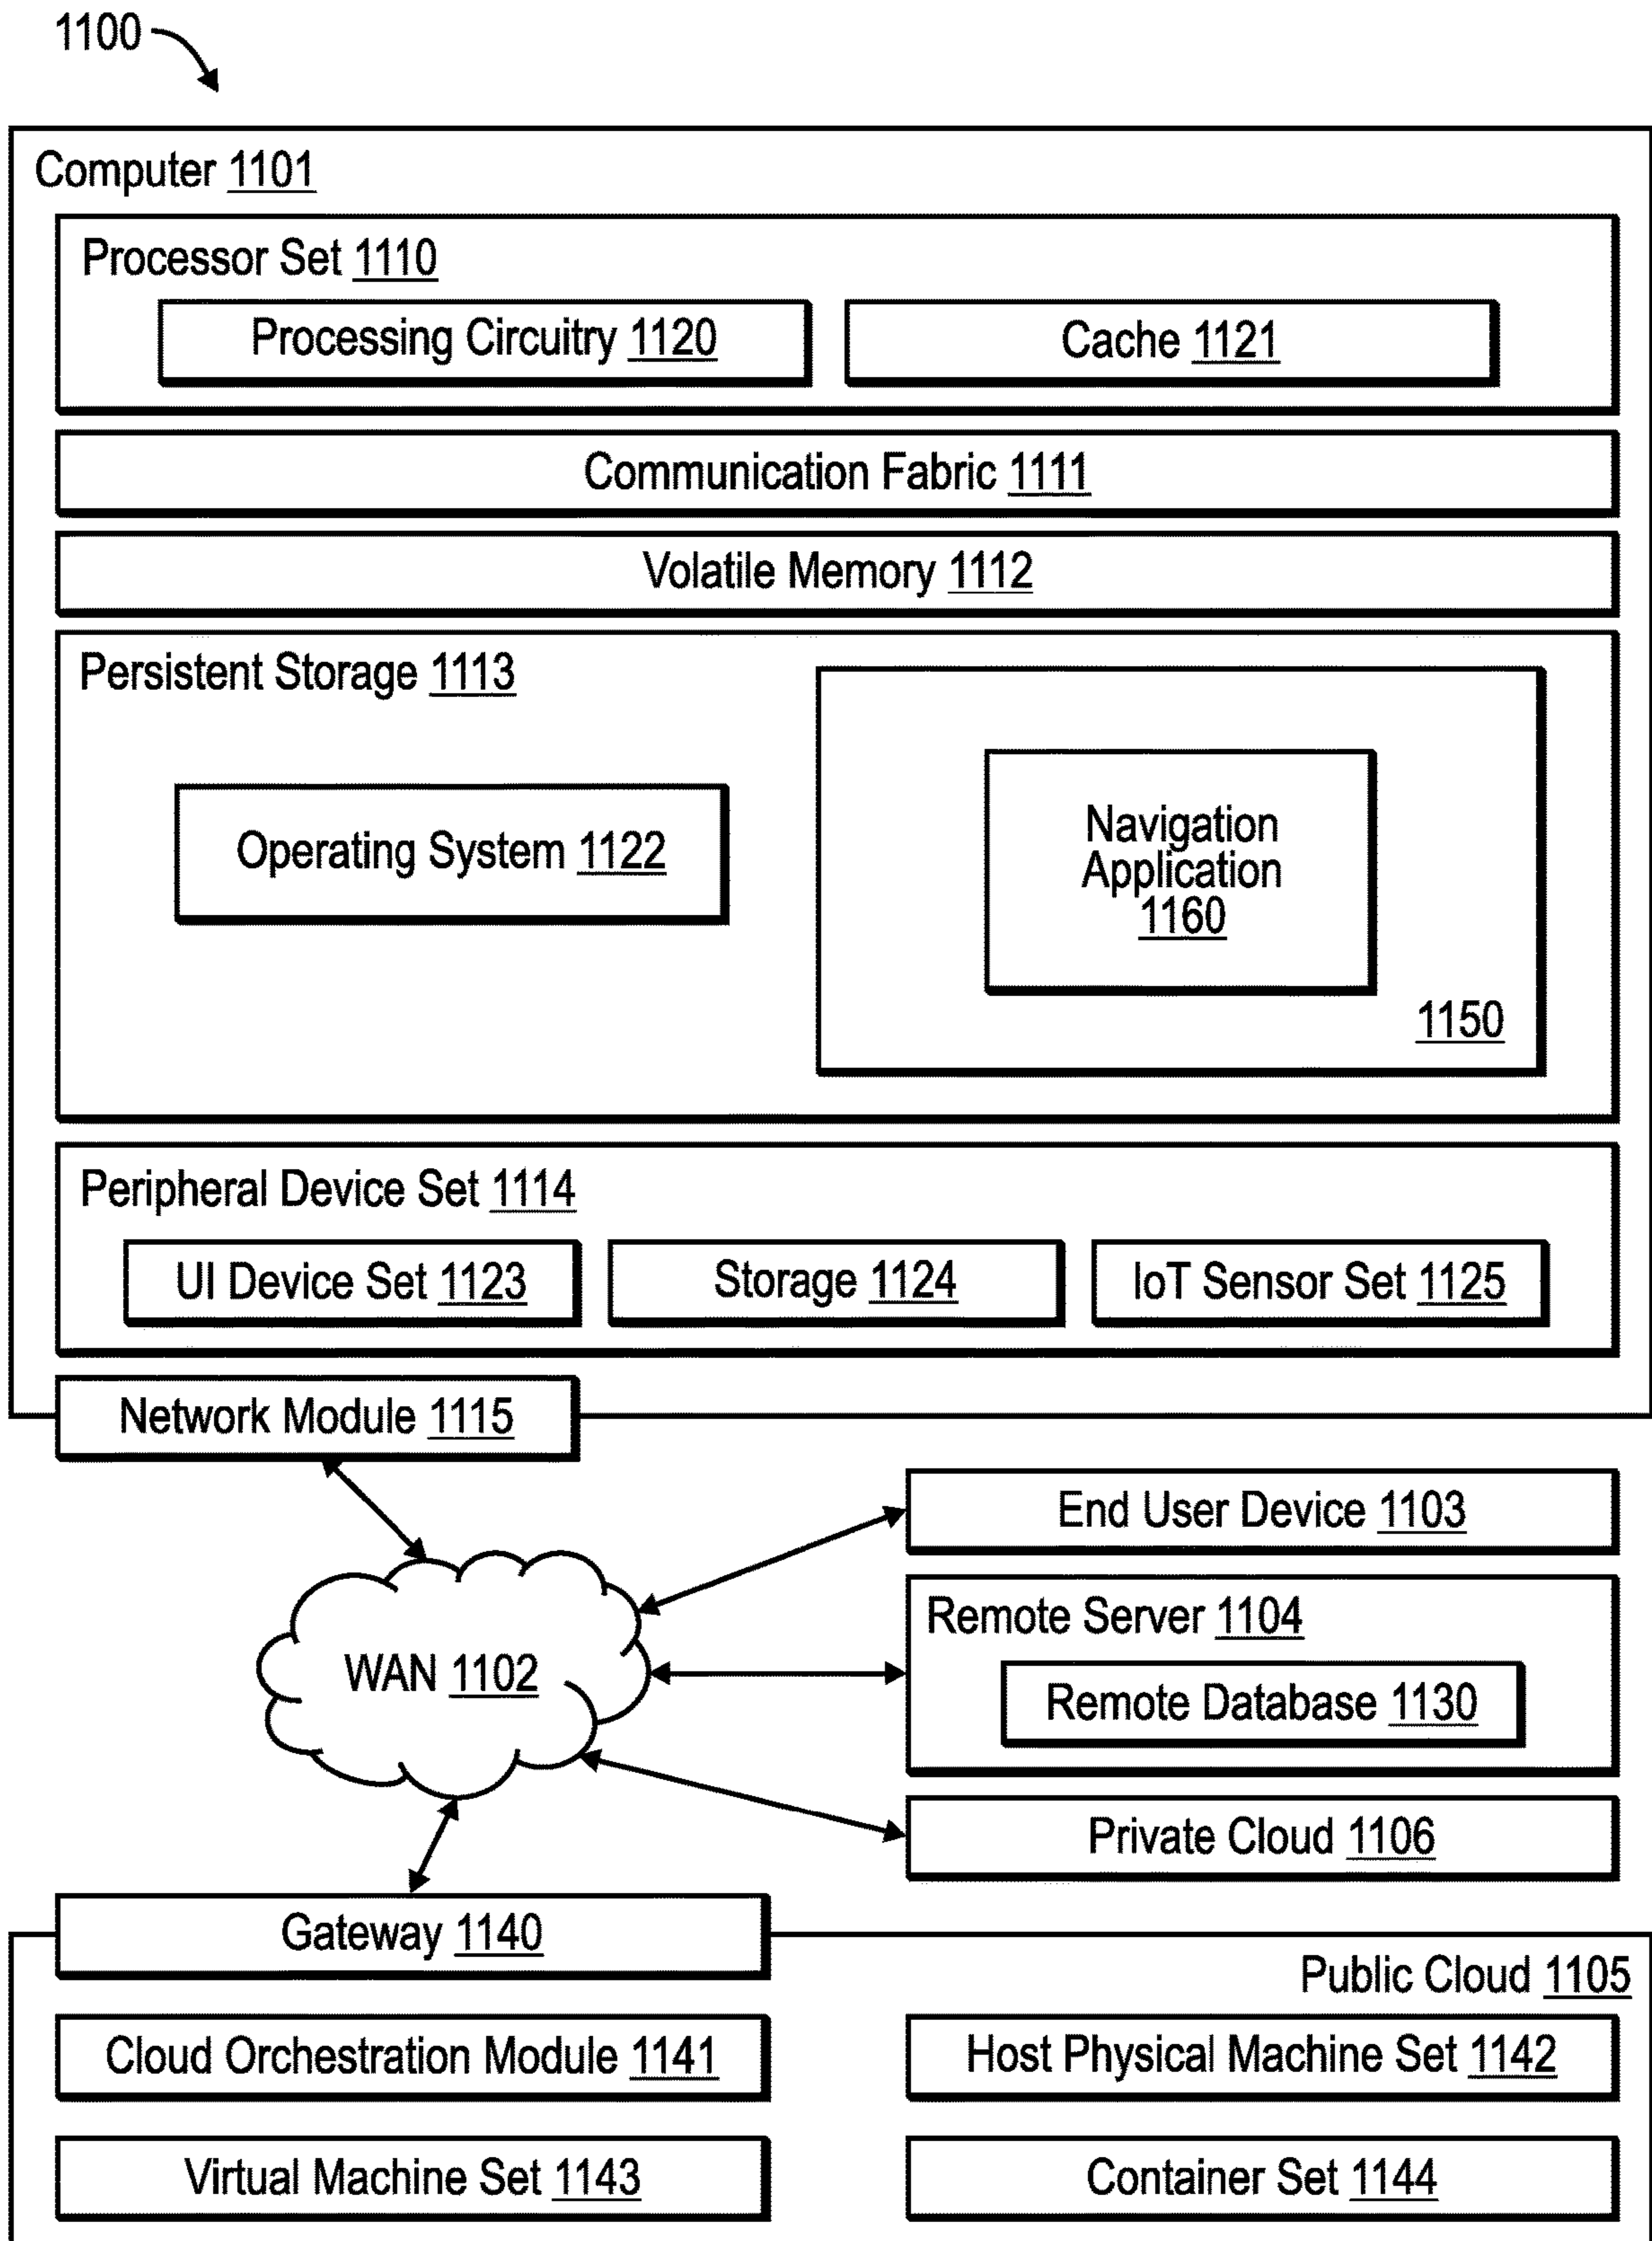 1100
Computer 1101
Processor Set 1110
Processing Circuitry 1120
Cache 1121
Communication Fabric 1111
Volatile Memory 1112
Persistent Storage 1113
Operating System 1122
Navigation
Application
1160
1150
Peripheral Device Set 1114
UI Device Set 1123
Storage 1124
IoT Sensor Set 1125
Network Module 1115
End User Device 1103
Remote Server 1104
WAN 1102
Remote Database 1130
Private Cloud 1106
Gateway 1140
Public Cloud 1105
Cloud Orchestration Module 1141
Host Physical Machine Set 1142
Virtual Machine Set 1143
Container Set 1144